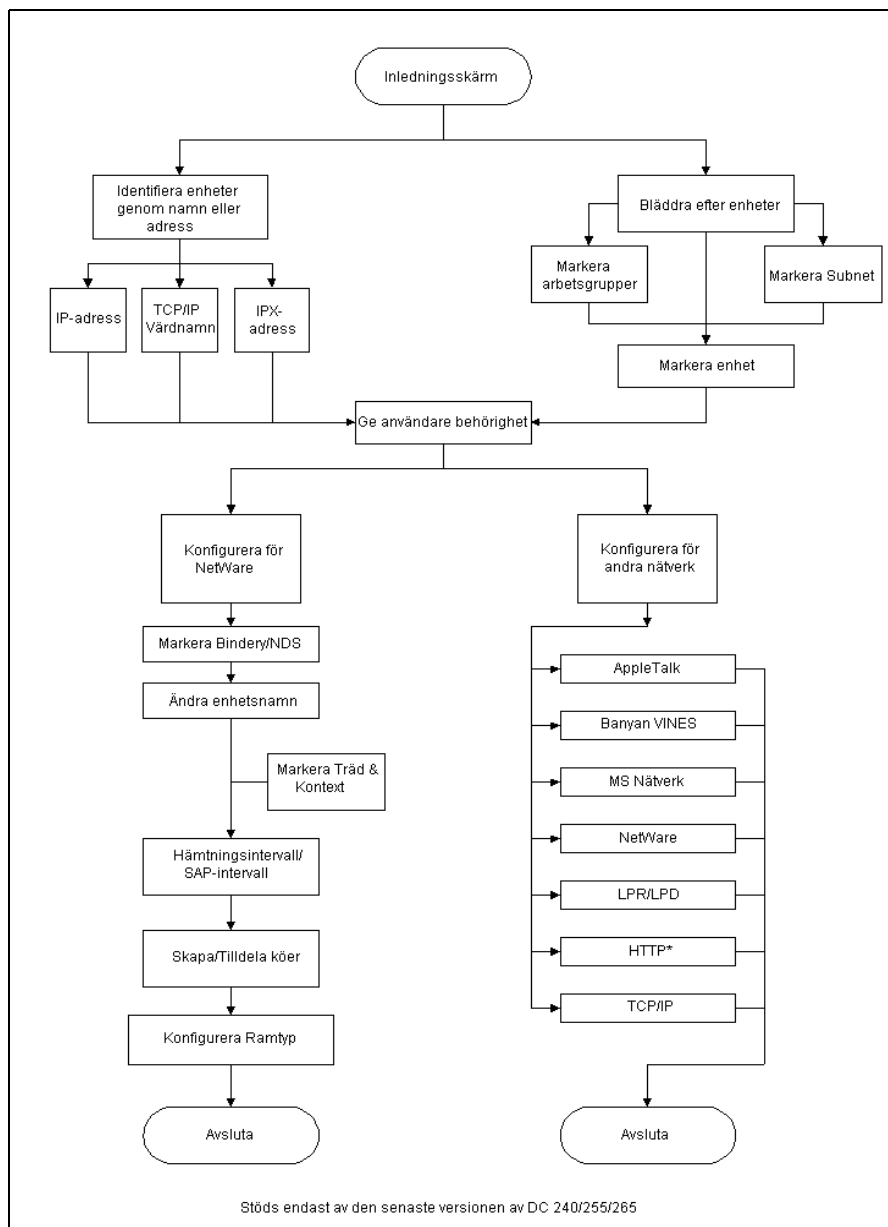 Inledningsskärm
Identifiera enheter
genom namn eller
adress
Bläddra efter enheter
Markera
arbetsgrupper
Markera Subnet
IP-adress
TCP/IP
Värdnamn
IPX-
adress
Markera enhet
Ge användare behörighet
Konfigurera för
NetWare
Konfigurera för
andra nätverk
Markera Bindery/NDS
Ändra enhetsnamn
Markera Träd &
Kontext
Hämtningsintervall/
SAP-intervall
Skapa/Tilldela köer
Konfigurera Ramtyp
Avsluta
AppleTalk
Banyan VINES
MS Nätverk
NetWare
LPR/LPD
HTTP*
TCP/IP
Avsluta
Stöds endast av den senaste versionen av DC 240/255/265